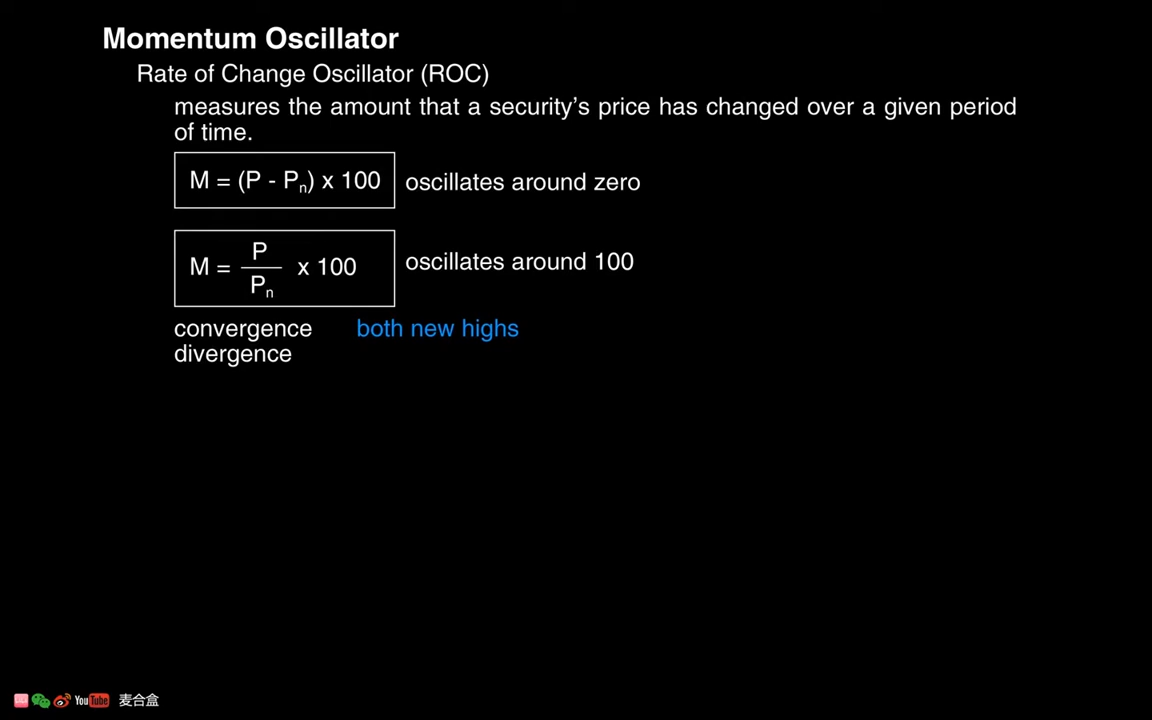 Momentum Oscillator
Rate of Change Oscillator (ROC)
measures the amount that a security's price has changed over a given period
of time.
M = (P - Pn) x 100 oscillates around zero
M = P / Pn x 100 oscillates around 100
convergence both new highs
divergence
YouTube 麦合盒